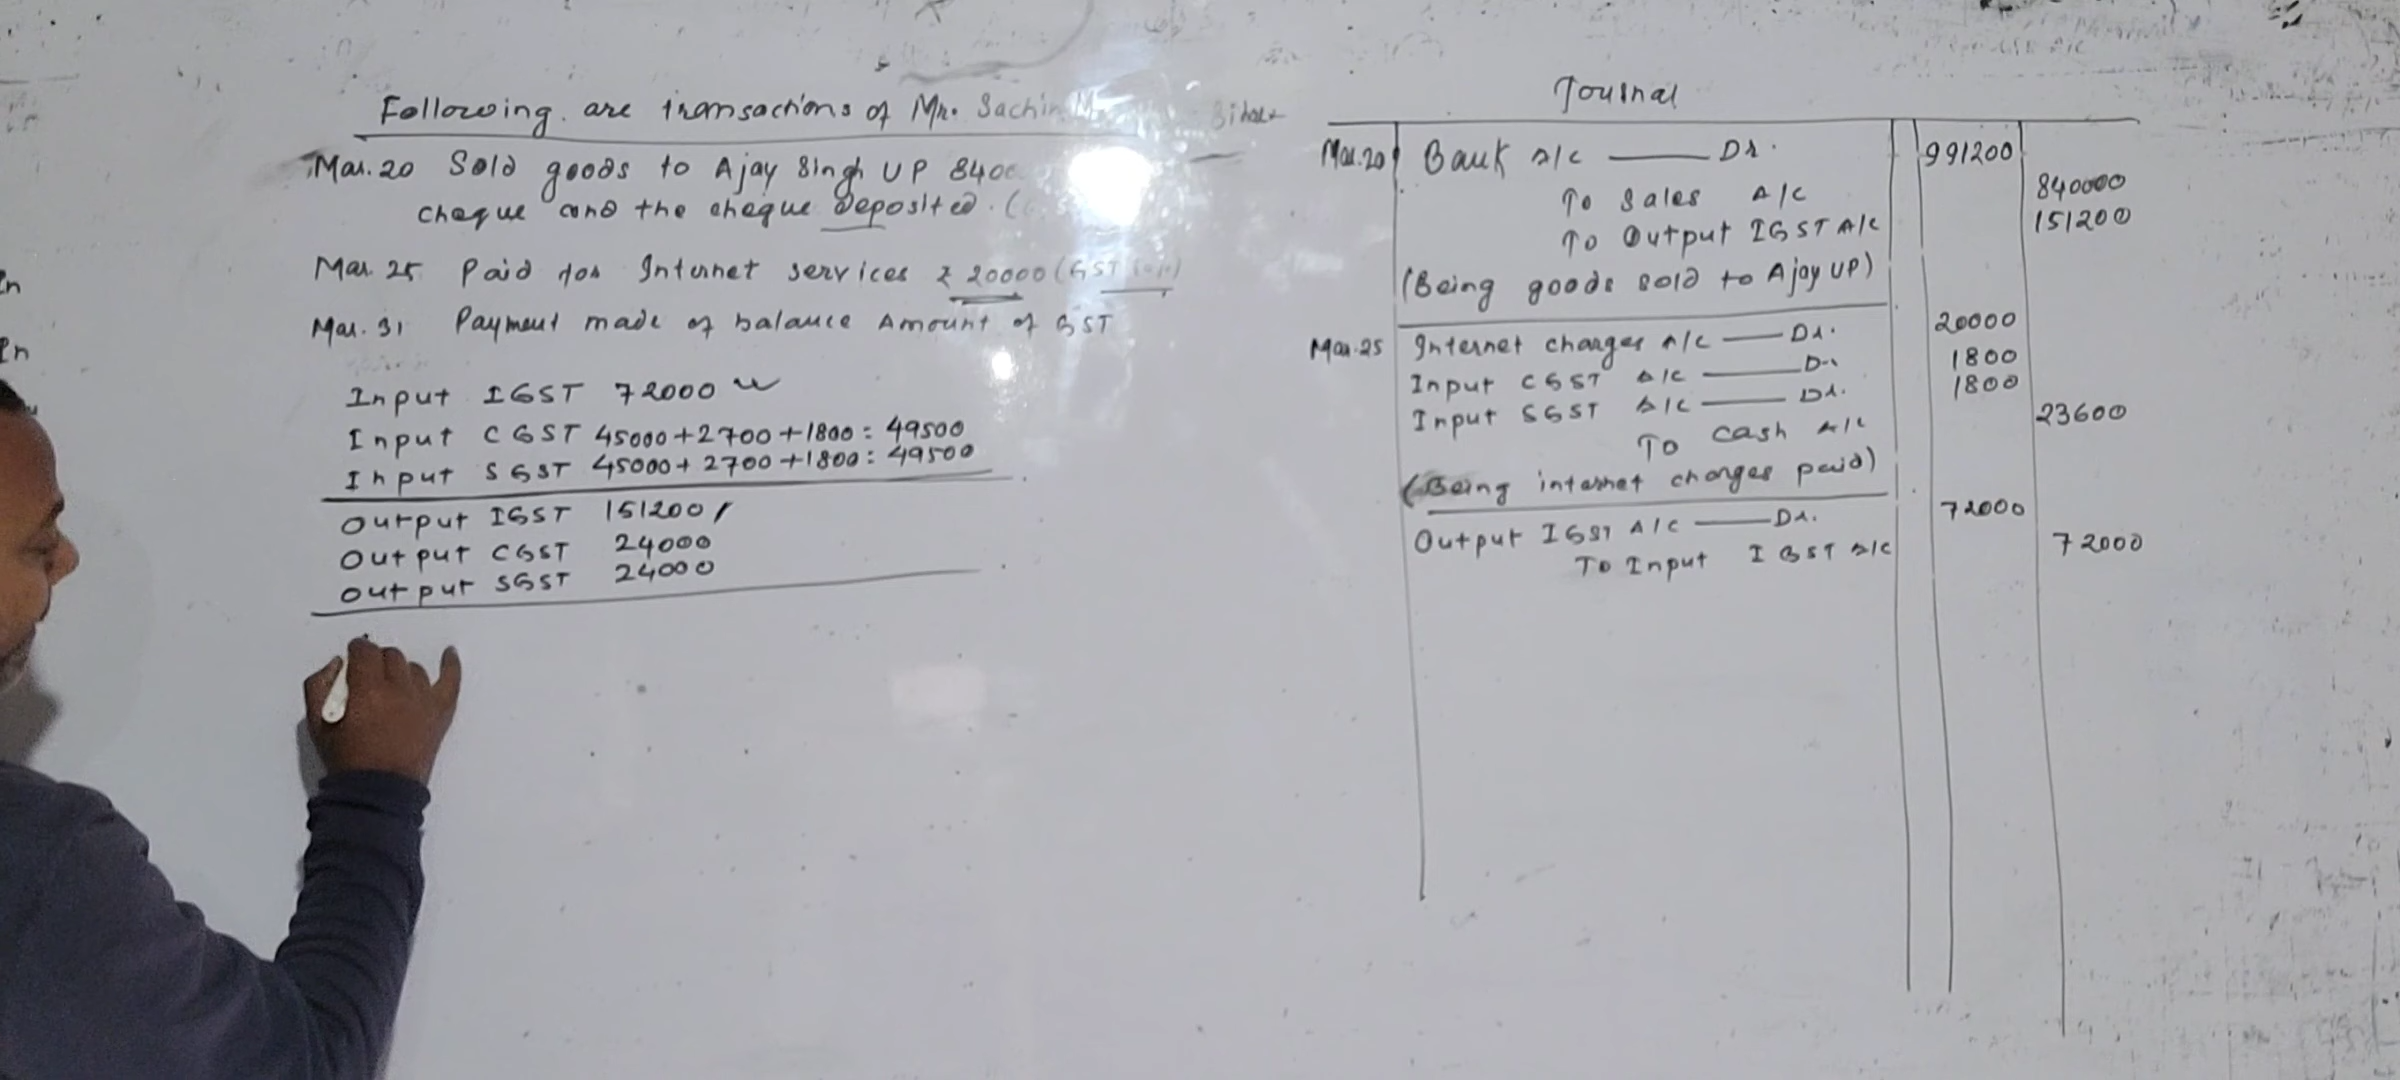 Following are transactions of Mr. Sachin
Mar. 20 Sold goods to Ajay Singh UP 8400
cheque and the cheque deposited. (
Mar. 25 Paid for Internet services ₹ 20000 (GST
Mar. 31 Payment made of balance Amount of GST
Input IGST 72000
Input CGST 45000+2700+1800= 49500
Input SGST 45000+2700+1800= 49500
Output IGST 151200
Output CGST 24000
Output SGST 24000
In
In
Journal
Mar.20 Bank A/c —— Dr. 991200
To Sales A/c 840000
To Output IGST A/c 151200
(Being goods sold to Ajay UP)
Mar.25 Internet charges A/c —— Dr. 20000
Input CGST A/c —— Dr. 1800
Input SGST A/c —— Dr. 1800
To cash A/c 23600
(Being internet charges paid)
Output IGST A/c —— Dr. 72000
To Input IGST A/c 72000